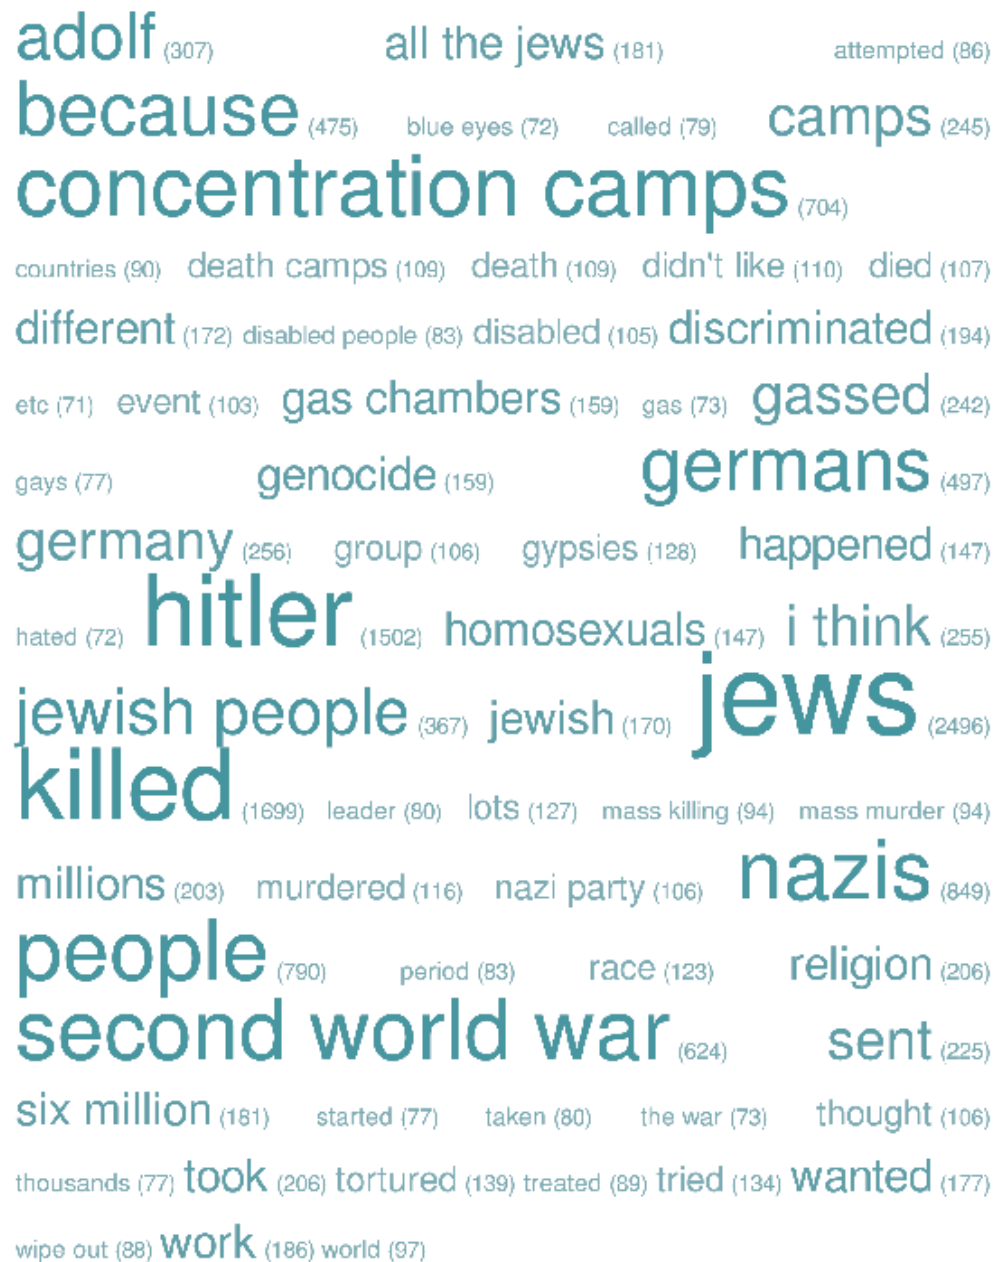 adolf (307) all the jews (181) attempted (86)
because (475) blue eyes (72) called (79) camps (245)
concentration camps (704)
countries (90) death camps (109) death (109) didn't like (110) died (107)
different (172) disabled people (83) disabled (105) discriminated (194)
etc (71) event (103) gas chambers (159) gas (73) gassed (242)
gays (77) genocide (159) germans (497)
germany (256) group (106) gypsies (128) happened (147)
hated (72) hitler (1502) homosexuals (147) i think (255)
jewish people (367) jewish (170) jews (2496)
killed (1699) leader (80) lots (127) mass killing (94) mass murder (94)
millions (203) murdered (116) nazi party (106) nazis (849)
people (790) period (83) race (123) religion (206)
second world war (624) sent (225)
six million (181) started (77) taken (80) the war (73) thought (106)
thousands (77) took (206) tortured (139) treated (89) tried (134) wanted (177)
wipe out (88) work (186) world (97)